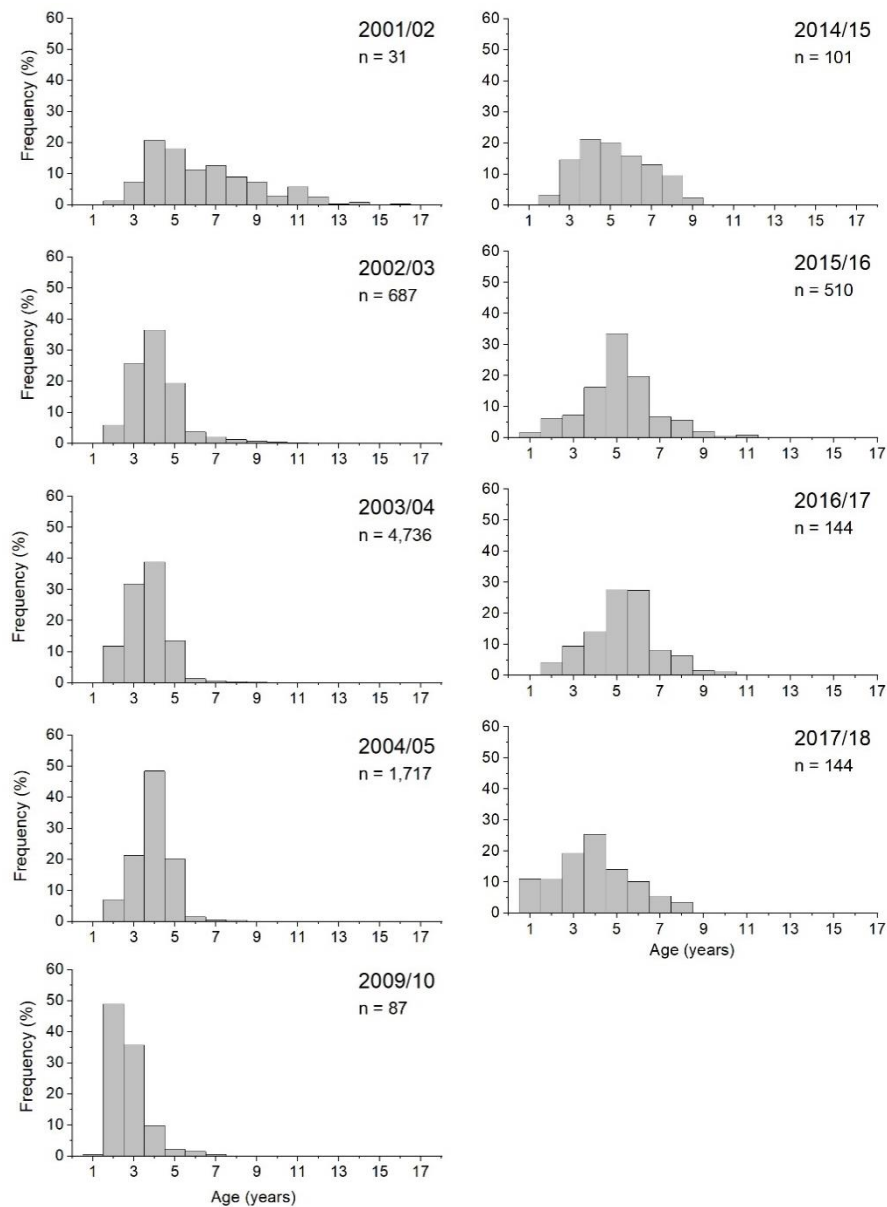 2001/02
n = 31
Frequency (%)
60
50
40
30
20
10
0
1 3 5 7 9 11 13 15 17
2002/03
n = 687
Frequency (%)
60
50
40
30
20
10
0
1 3 5 7 9 11 13 15 17
2003/04
n = 4,736
Frequency (%)
60
50
40
30
20
10
0
1 3 5 7 9 11 13 15 17
2004/05
n = 1,717
Frequency (%)
60
50
40
30
20
10
0
1 3 5 7 9 11 13 15 17
2009/10
n = 87
Frequency (%)
60
50
40
30
20
10
0
1 3 5 7 9 11 13 15 17
Age (years)
2014/15
n = 101
60
50
40
30
20
10
0
1 3 5 7 9 11 13 15 17
2015/16
n = 510
60
50
40
30
20
10
0
1 3 5 7 9 11 13 15 17
2016/17
n = 144
60
50
40
30
20
10
0
1 3 5 7 9 11 13 15 17
2017/18
n = 144
60
50
40
30
20
10
0
1 3 5 7 9 11 13 15 17
Age (years)